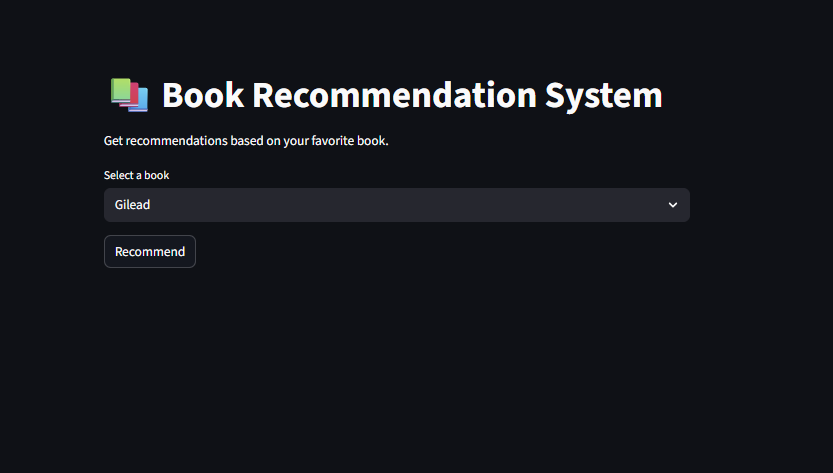 Book Recommendation System
Get recommendations based on your favorite book.
Select a book
Gilead
Recommend